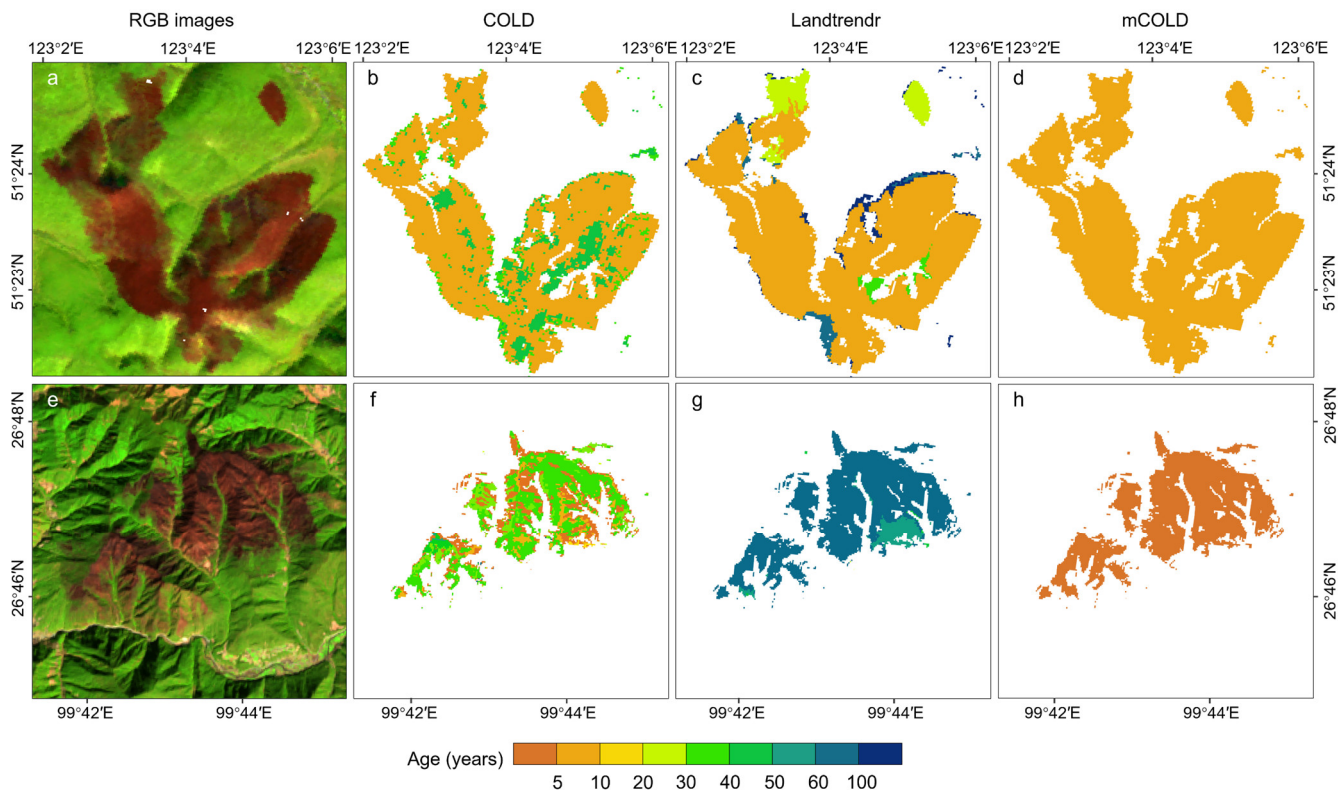 RGB images COLD Landtrendr mCOLD
123°2′E 123°4′E 123°6′E 123°2′E 123°4′E 123°6′E 123°2′E 123°4′E 123°6′E 123°2′E 123°4′E 123°6′E
a b c d
51°24′N 51°24′N
51°23′N 51°23′N
e f g h
26°48′N 26°48′N
26°46′N 26°46′N
99°42′E 99°44′E 99°42′E 99°44′E 99°42′E 99°44′E 99°42′E 99°44′E
Age (years)
5 10 20 30 40 50 60 100